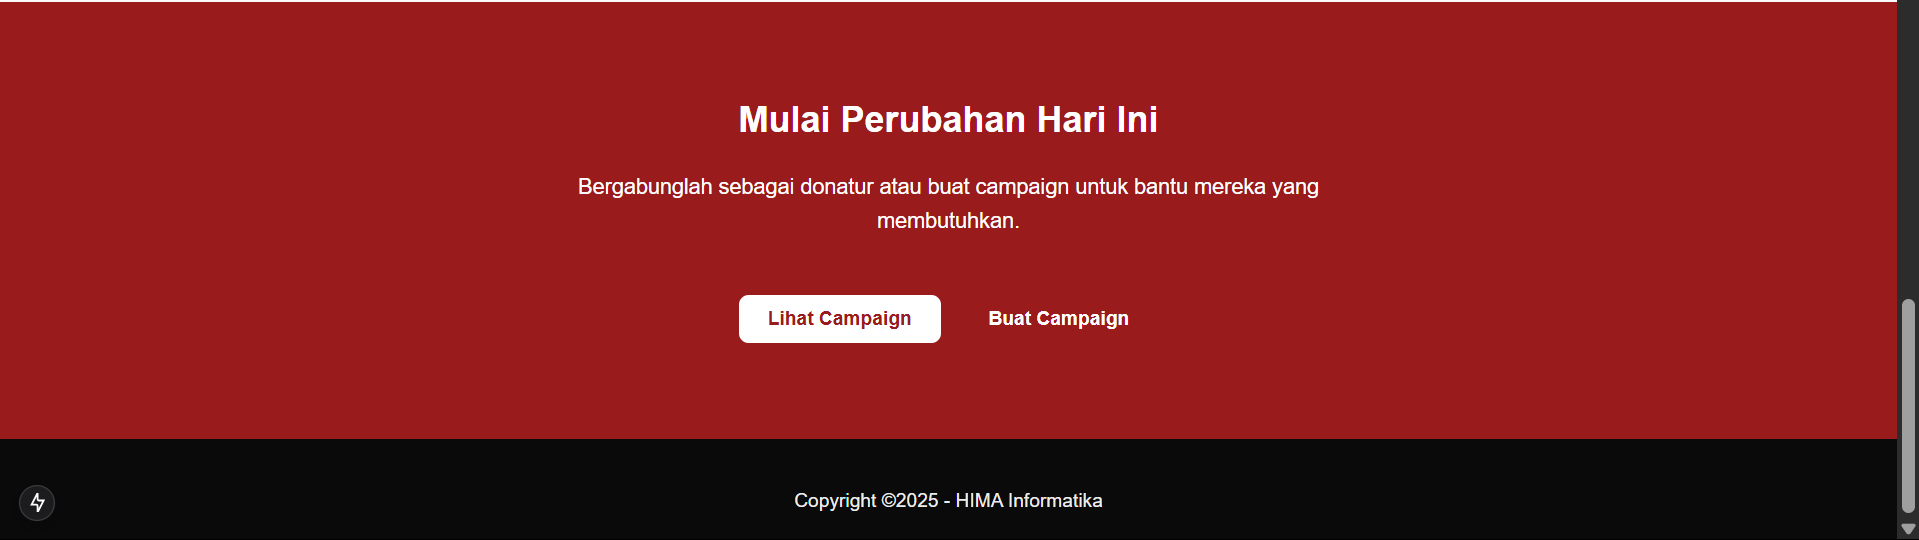 Mulai Perubahan Hari Ini
Bergabunglah sebagai donatur atau buat campaign untuk bantu mereka yang
membutuhkan.
Lihat Campaign
Buat Campaign
Copyright ©2025 - HIMA Informatika